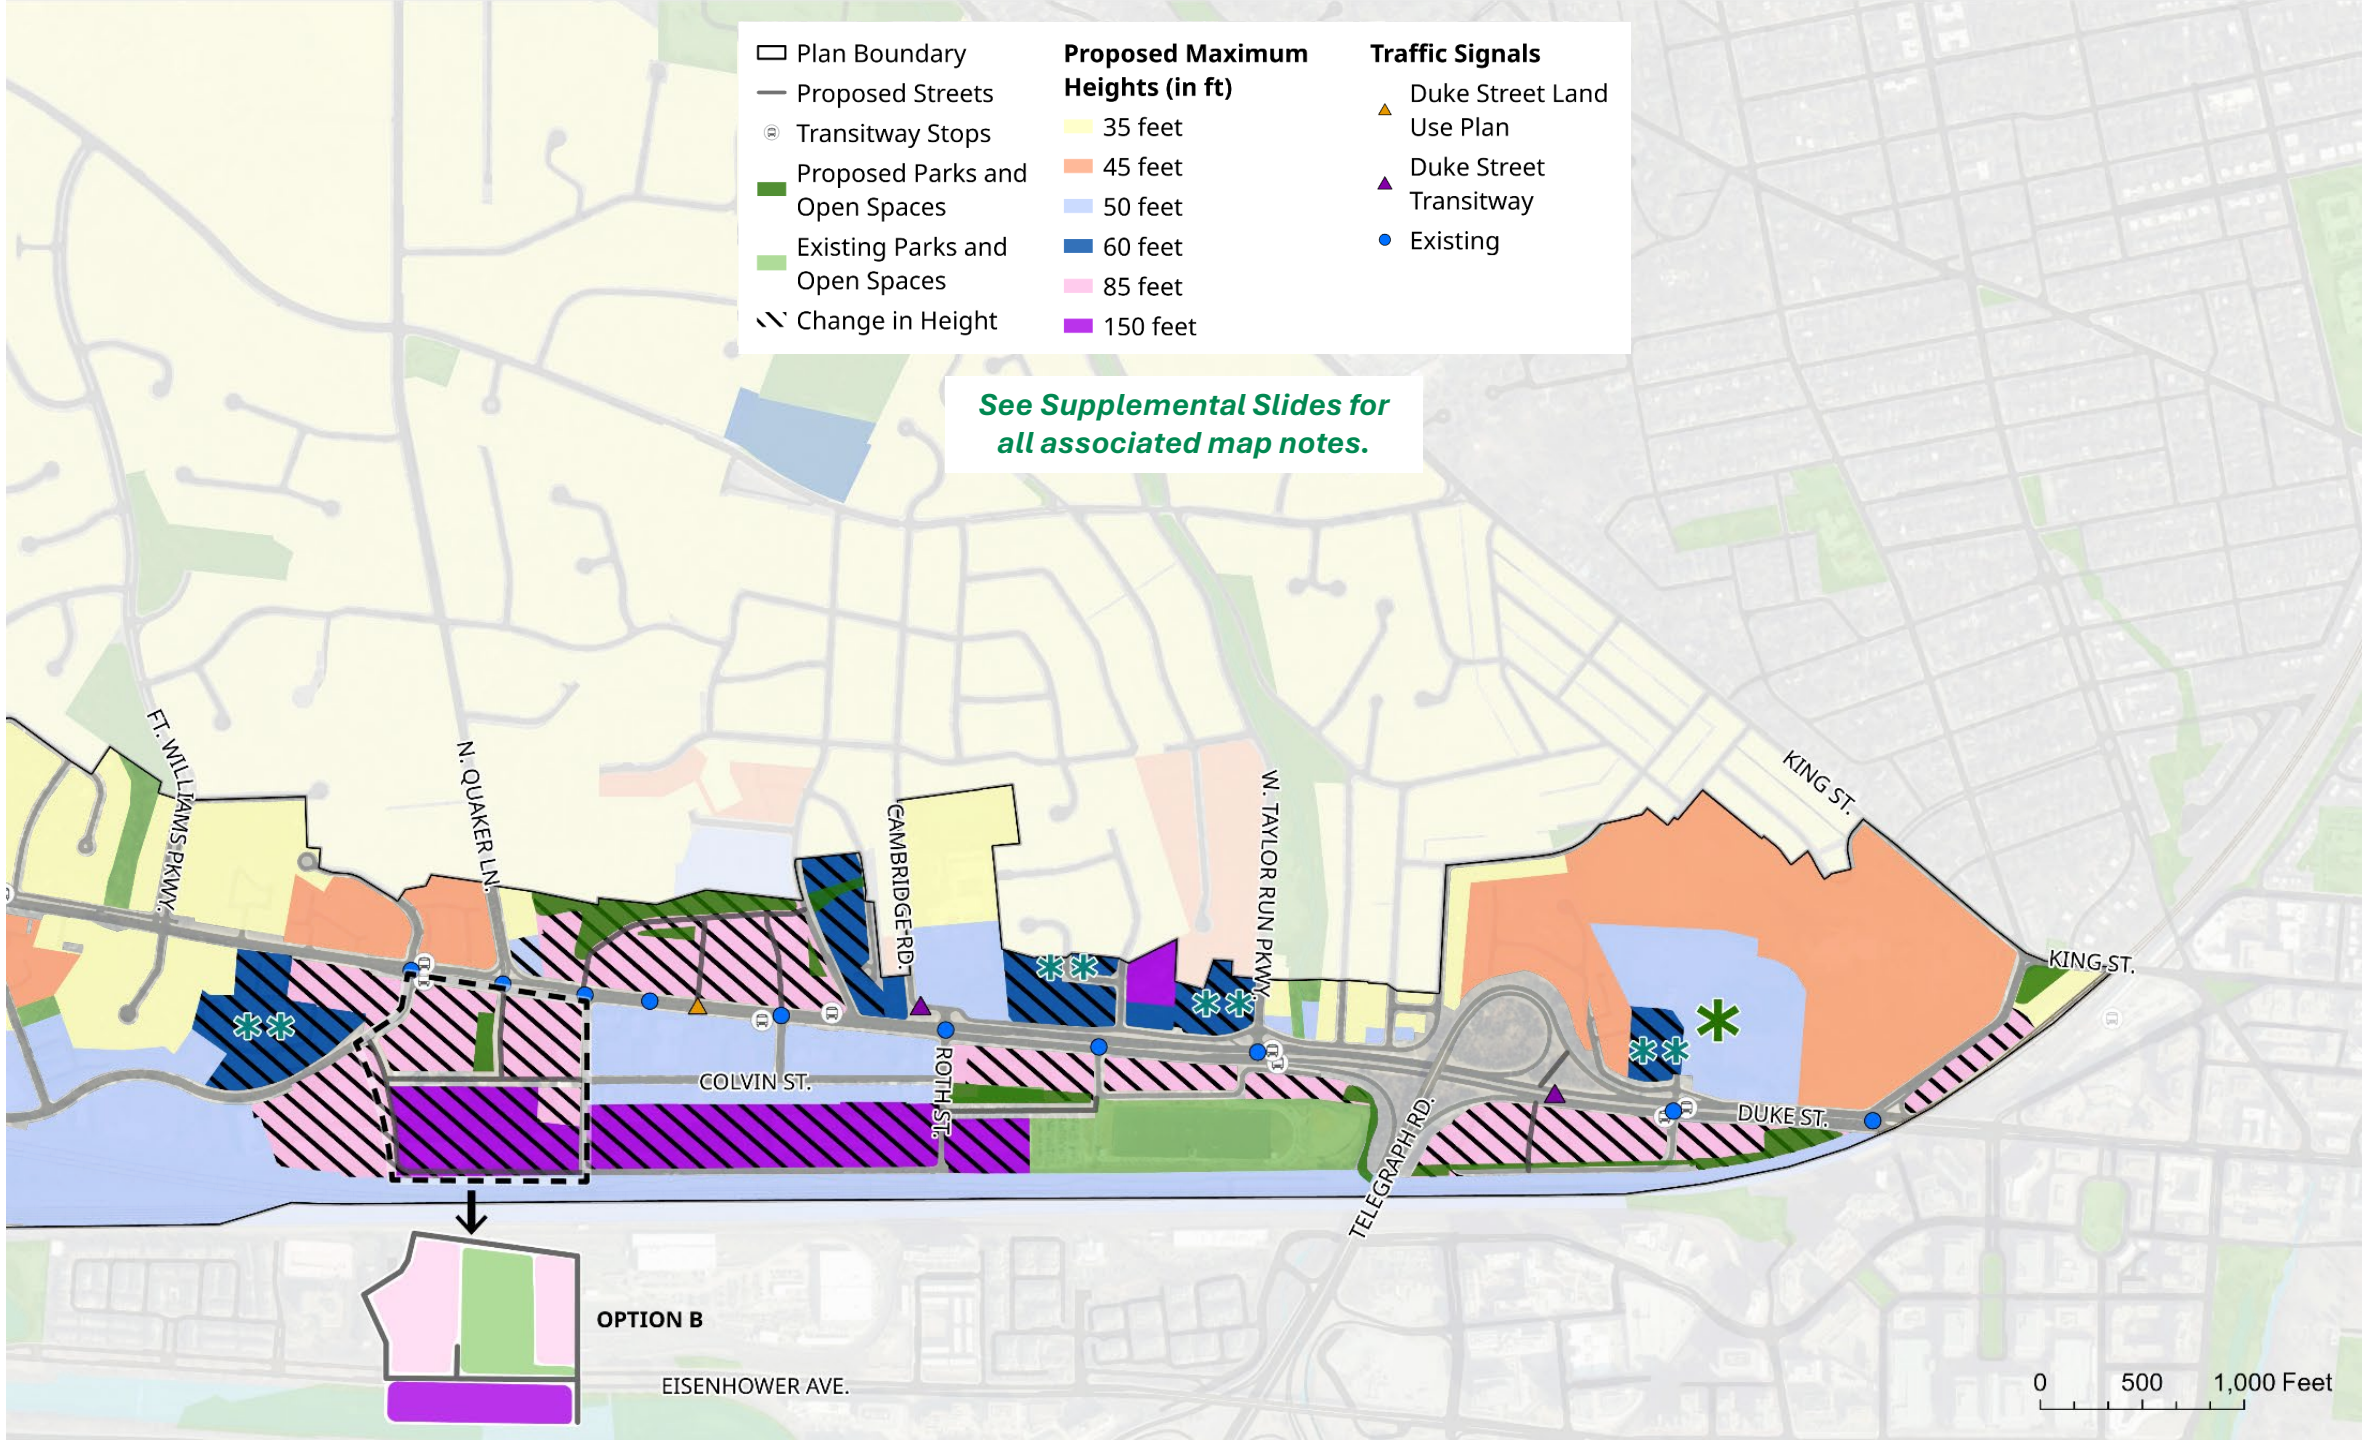 Plan Boundary
Proposed Streets
Transitway Stops
Proposed Parks and
Open Spaces
Existing Parks and
Open Spaces
Change in Height
Proposed Maximum
Heights (in ft)
35 feet
45 feet
50 feet
60 feet
85 feet
150 feet
Traffic Signals
Duke Street Land
Use Plan
Duke Street
Transitway
Existing
See Supplemental Slides for
all associated map notes.
FT. WILLIAMS PKWY.
N. QUAKER LN.
CAMBRIDGE RD.
W. TAYLOR RUN PKWY.
KING ST.
KING ST.
COLVIN ST.
ROTH ST.
TELEGRAPH RD.
DUKE ST.
OPTION B
EISENHOWER AVE.
0 500 1,000 Feet